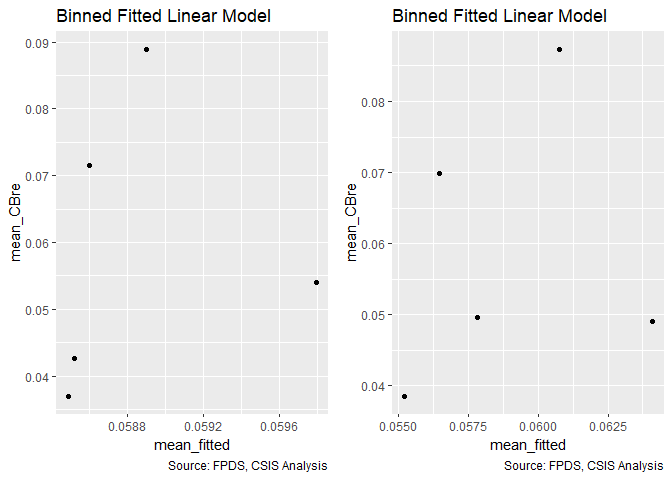 Binned Fitted Linear Model
mean_CBre
0.09
0.08
0.07
0.06
0.05
0.04
0.0588 0.0592 0.0596
mean_fitted
Source: FPDS, CSIS Analysis
Binned Fitted Linear Model
mean_CBre
0.08
0.07
0.06
0.05
0.04
0.0550 0.0575 0.0600 0.0625
mean_fitted
Source: FPDS, CSIS Analysis